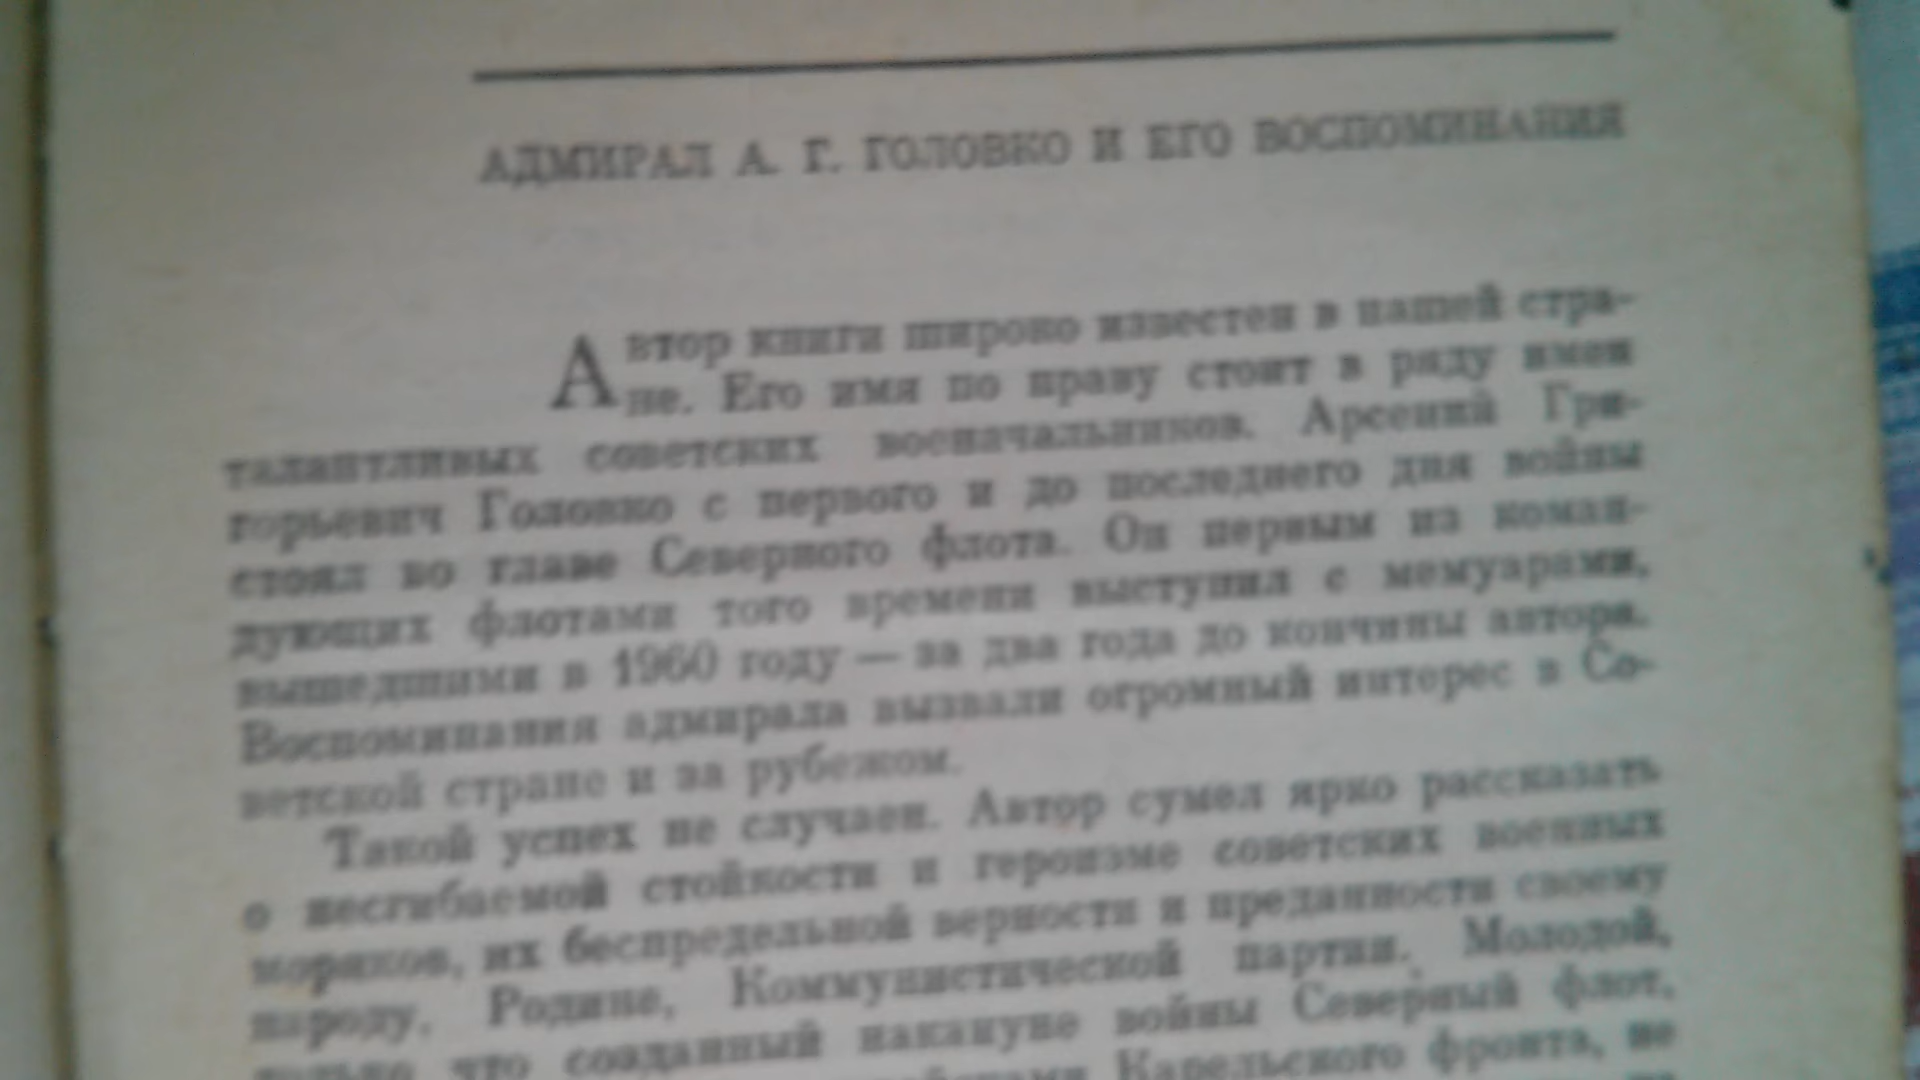 АДМИРАЛ А. Г. ГОЛОВКО И ЕГО ВОСПОМИНАНИЯ
Автор книги широко известен в нашей стра-
не. Его имя по праву стоит в ряду имен
талантливых советских военачальников. Арсений Гри-
горьевич Головко с первого и до последнего дня войны
стоял во главе Северного флота. Он первым из коман-
дующих флотами того времени выступил с мемуарами,
вышедшими в 1960 году — за два года до кончины автора.
Воспоминания адмирала вызвали огромный интерес в Со-
ветской стране и за рубежом.
Такой успех не случаен. Автор сумел ярко рассказать
о несгибаемой стойкости и героизме советских военных
моряков, их беспредельной верности и преданности своему
народу, Родине, Коммунистической партии. Молодой,
только что созданный накануне войны Северный флот,
Карельского фронта, не